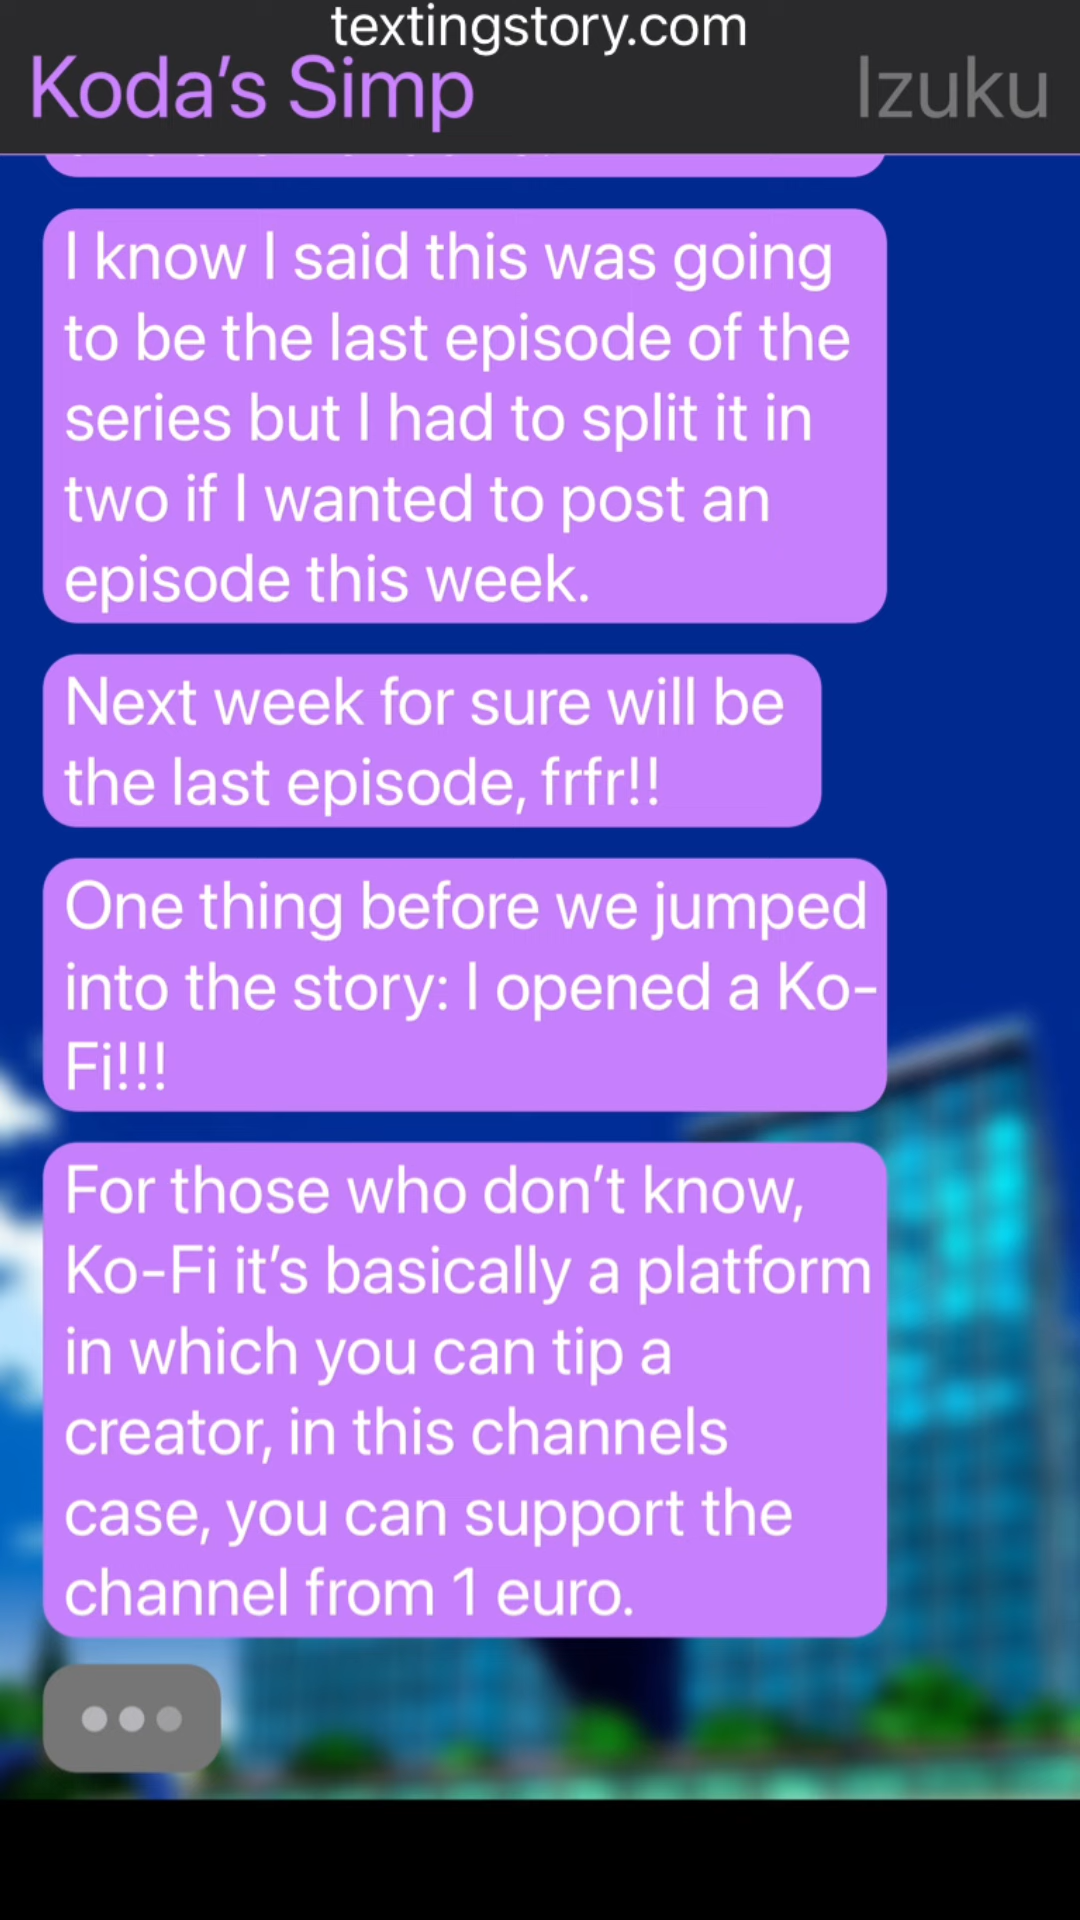 textingstory.com
Koda’s Simp
Izuku
I know I said this was going
to be the last episode of the
series but I had to split it in
two if I wanted to post an
episode this week.
Next week for sure will be
the last episode, frfr!!
One thing before we jumped
into the story: I opened a Ko-
Fi!!!
For those who don’t know,
Ko-Fi it’s basically a platform
in which you can tip a
creator, in this channels
case, you can support the
channel from 1 euro.